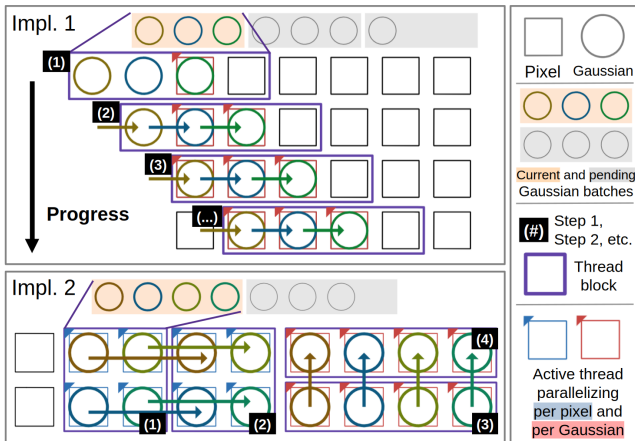 Impl. 1
(1)
(2)
(3)
Progress
(...)
Impl. 2
(4)
(1)
(2)
(3)
Pixel Gaussian
Current and pending
Gaussian batches
(#) Step 1,
Step 2, etc.
Thread
block
Active thread
parallelizing
per pixel and
per Gaussian